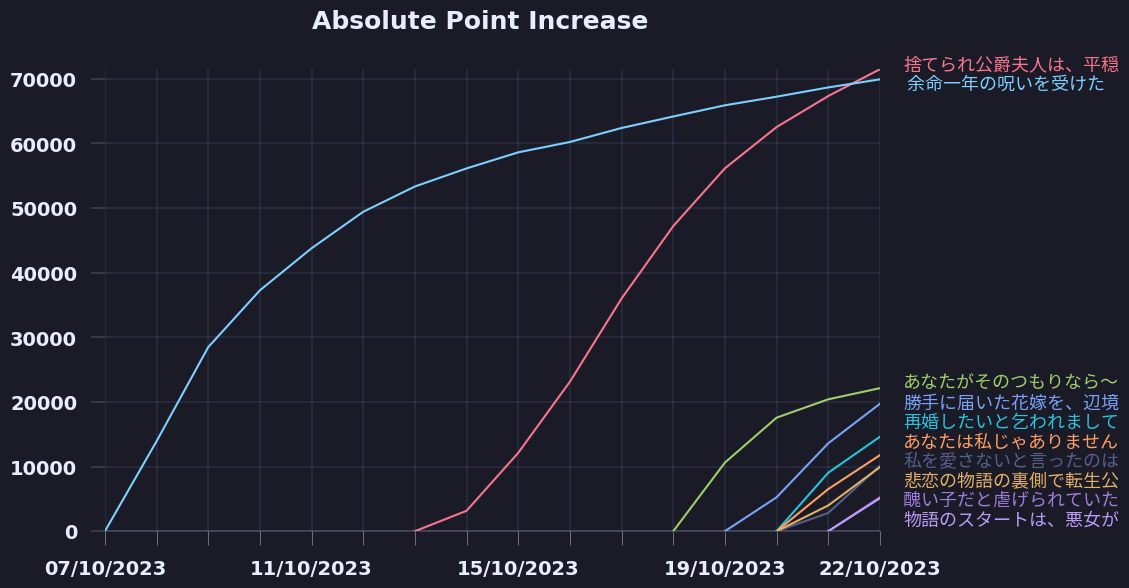 Absolute Point Increase
70000
60000
50000
40000
30000
20000
10000
0
07/10/2023
11/10/2023
15/10/2023
19/10/2023
22/10/2023
捨てられ公爵夫人は、平穏
余命一年の呪いを受けた
あなたがそのつもりなら〜
勝手に届いた花嫁を、辺境
再婚したいと乞われまして
あなたは私じゃありません
私を愛さないと言ったのは
悲恋の物語の裏側で転生公
醜い子だと虐げられていた
物語のスタートは、悪女が